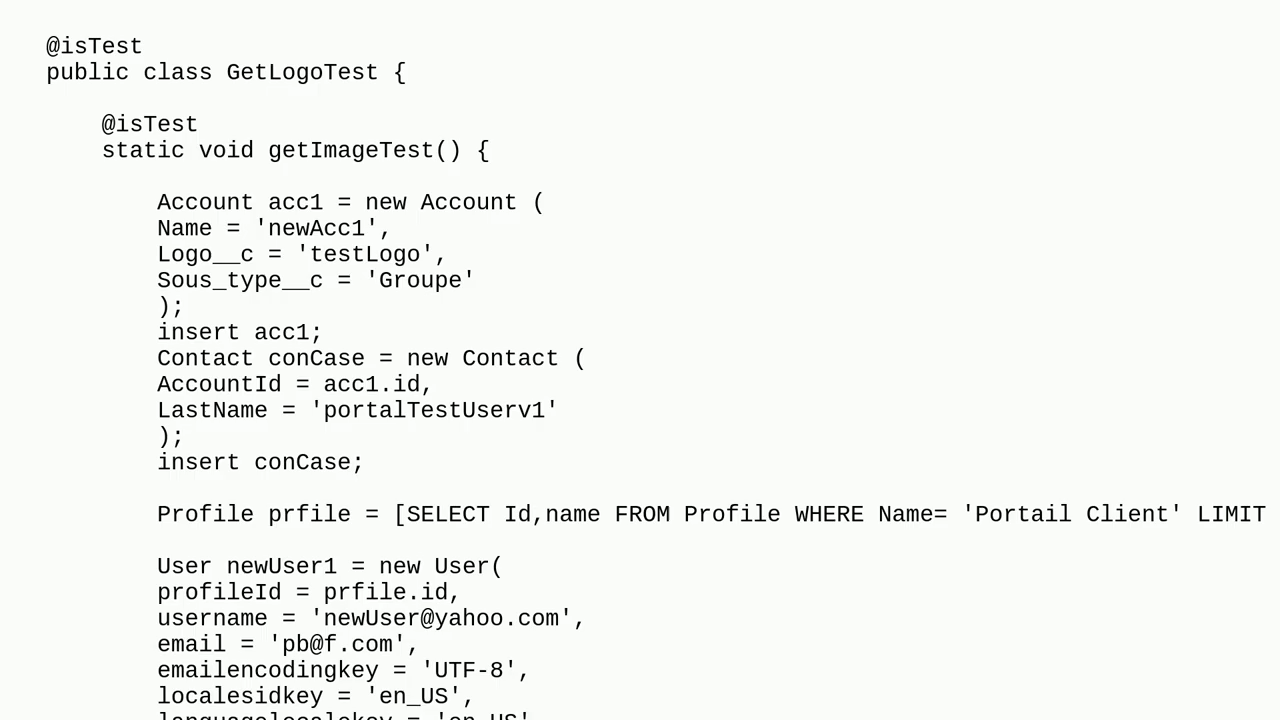 @isTest
public class GetLogoTest {
@isTest
static void getImageTest() {
Account acc1 = new Account (
Name = 'newAcc1',
Logo__c = 'testLogo',
Sous_type__c = 'Groupe'
);
insert acc1;
Contact conCase = new Contact (
AccountId = acc1.id,
LastName = 'portalTestUserv1'
);
insert conCase;
Profile prfile = [SELECT Id,name FROM Profile WHERE Name= 'Portail Client' LIMIT
User newUser1 = new User(
profileId = prfile.id,
username = 'newUser@yahoo.com',
email = 'pb@f.com',
emailencodingkey = 'UTF-8',
localesidkey = 'en_US',